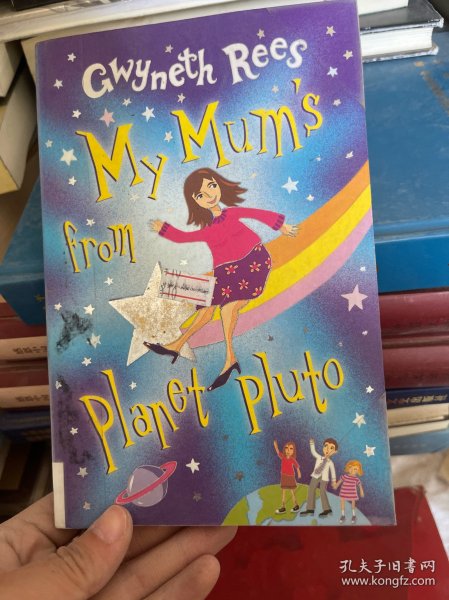 Gwyneth Rees
My Mum's
from
Planet Pluto
孔夫子旧书网
www.kongfz.com